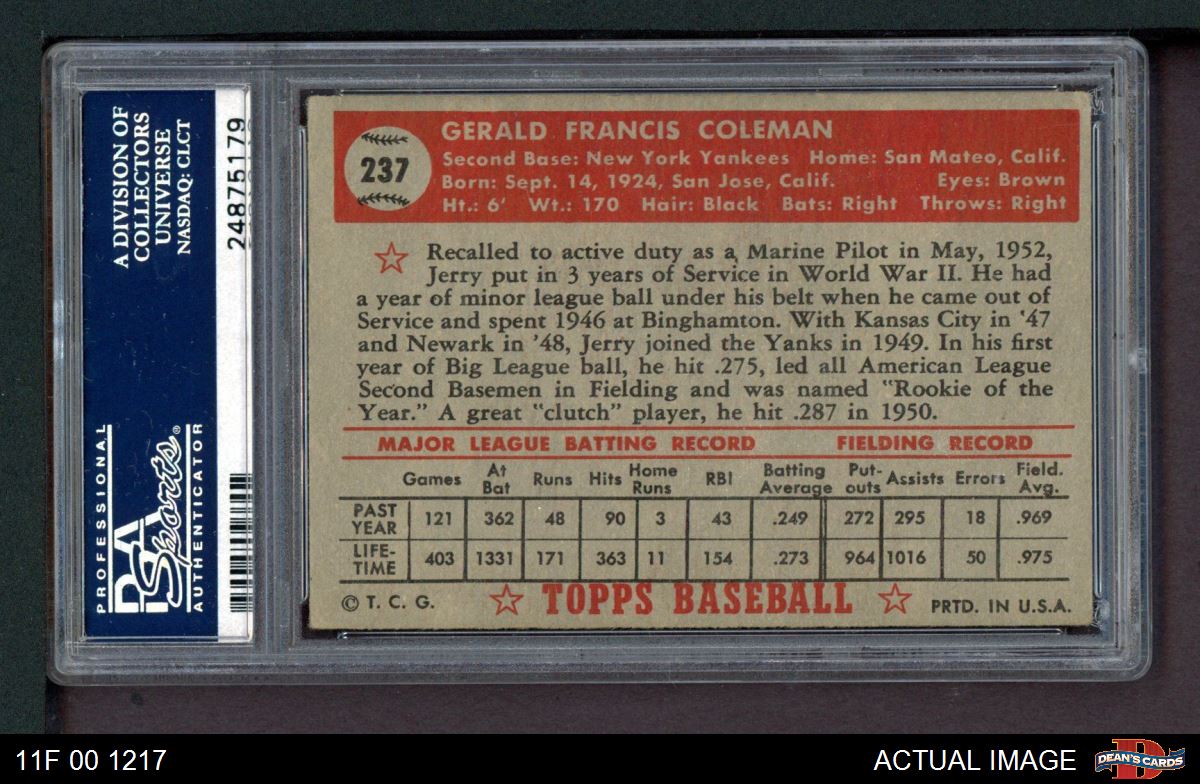 A DIVISION OF
COLLECTORS
UNIVERSE
NASDAQ: CLCT
24875179
PROFESSIONAL
PSA
Sports®
AUTHENTICATOR
237
GERALD FRANCIS COLEMAN
Second Base: New York Yankees Home: San Mateo, Calif.
Born: Sept. 14, 1924, San Jose, Calif. Eyes: Brown
Ht.: 6' Wt.: 170 Hair: Black Bats: Right Throws: Right
Recalled to active duty as a Marine Pilot in May, 1952,
Jerry put in 3 years of Service in World War II. He had
a year of minor league ball under his belt when he came out of
Service and spent 1946 at Binghamton. With Kansas City in '47
and Newark in '48, Jerry joined the Yanks in 1949. In his first
year of Big League ball, he hit .275, led all American League
Second Basemen in Fielding and was named "Rookie of the
Year." A great "clutch" player, he hit .287 in 1950.
MAJOR LEAGUE BATTING RECORD FIELDING RECORD
Games At Bat Runs Hits Home Runs RBI Batting Average Put-outs Assists Errors Field. Avg.
PAST YEAR 121 362 48 90 3 43 .249 272 295 18 .969
LIFE-TIME 403 1331 171 363 11 154 .273 964 1016 50 .975
© T. C. G. TOPPS BASEBALL PRTD. IN U.S.A.
11F 00 1217 ACTUAL IMAGE D DEAN'S CARDS